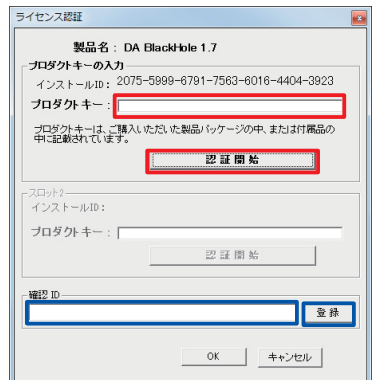 ライセンス認証
製品名： DA BlackHole 1.7
プロダクトキーの入力
インストールID： 2075-5999-6791-7563-6016-4404-3923
プロダクトキー：
プロダクトキーは、ご購入いただいた製品パッケージの中、または付属品の
中に記載されています。
認証開始
スロット2
インストールID：
プロダクトキー：
認証開始
確認 ID
登録
OK キャンセル